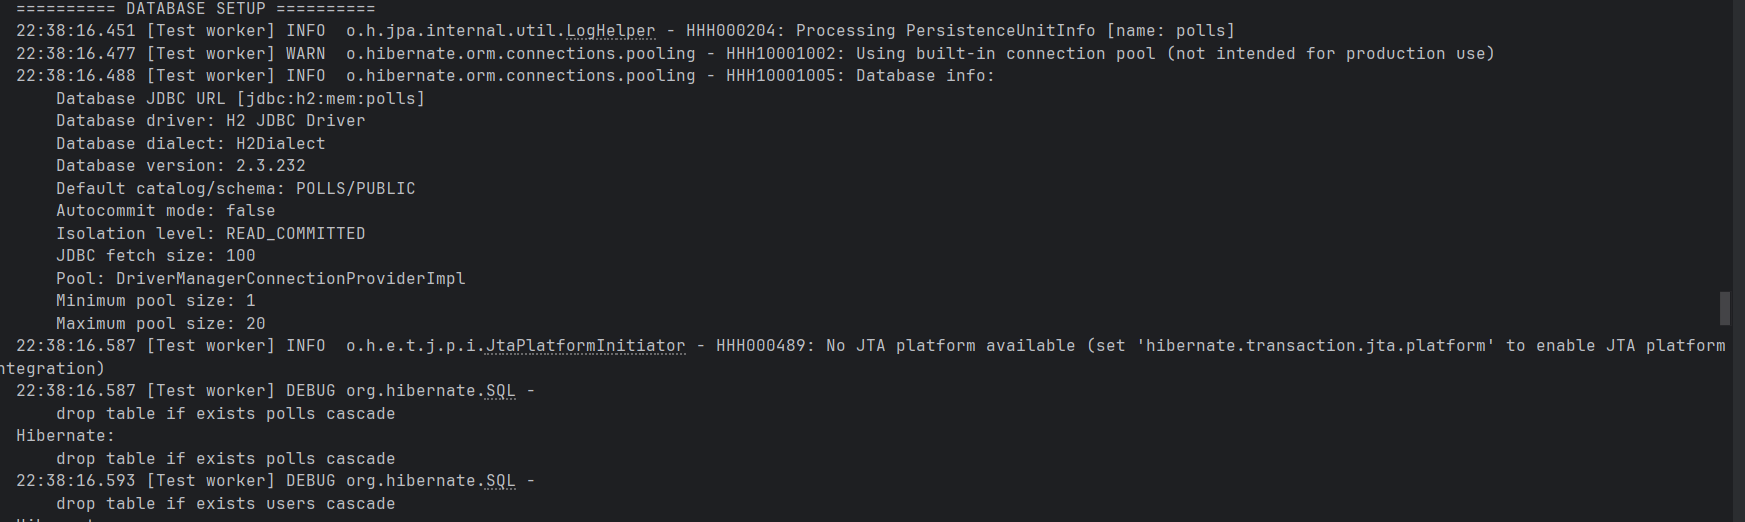 ========== DATABASE SETUP ==========
22:38:16.451 [Test worker] INFO  o.h.jpa.internal.util.LogHelper - HHH000204: Processing PersistenceUnitInfo [name: polls]
22:38:16.477 [Test worker] WARN  o.hibernate.orm.connections.pooling - HHH10001002: Using built-in connection pool (not intended for production use)
22:38:16.488 [Test worker] INFO  o.hibernate.orm.connections.pooling - HHH10001005: Database info:
    Database JDBC URL [jdbc:h2:mem:polls]
    Database driver: H2 JDBC Driver
    Database dialect: H2Dialect
    Database version: 2.3.232
    Default catalog/schema: POLLS/PUBLIC
    Autocommit mode: false
    Isolation level: READ_COMMITTED
    JDBC fetch size: 100
    Pool: DriverManagerConnectionProviderImpl
    Minimum pool size: 1
    Maximum pool size: 20
22:38:16.587 [Test worker] INFO  o.h.e.t.j.p.i.JtaPlatformInitiator - HHH000489: No JTA platform available (set 'hibernate.transaction.jta.platform' to enable JTA platform
ntegration)
22:38:16.587 [Test worker] DEBUG org.hibernate.SQL -
    drop table if exists polls cascade
Hibernate:
    drop table if exists polls cascade
22:38:16.593 [Test worker] DEBUG org.hibernate.SQL -
    drop table if exists users cascade